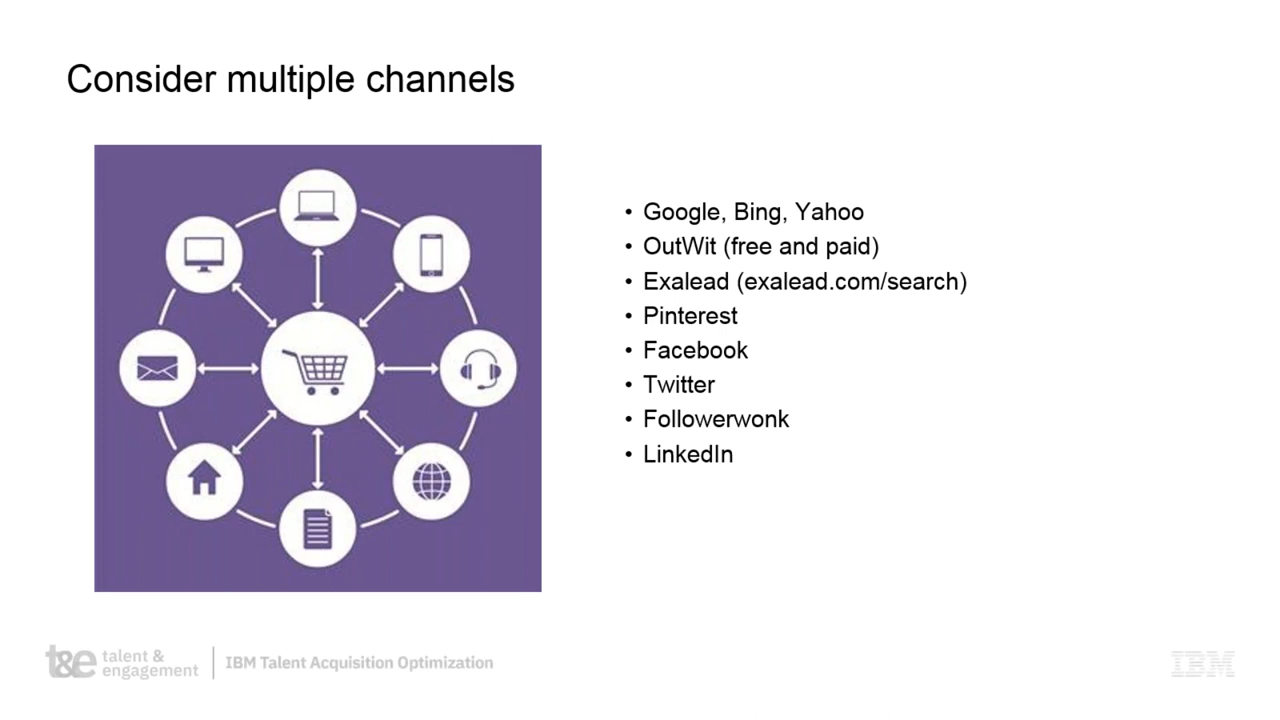 Consider multiple channels
• Google, Bing, Yahoo
• OutWit (free and paid)
• Exalead (exalead.com/search)
• Pinterest
• Facebook
• Twitter
• Followerwonk
• LinkedIn
t&e talent &
engagement
IBM Talent Acquisition Optimization
IBM